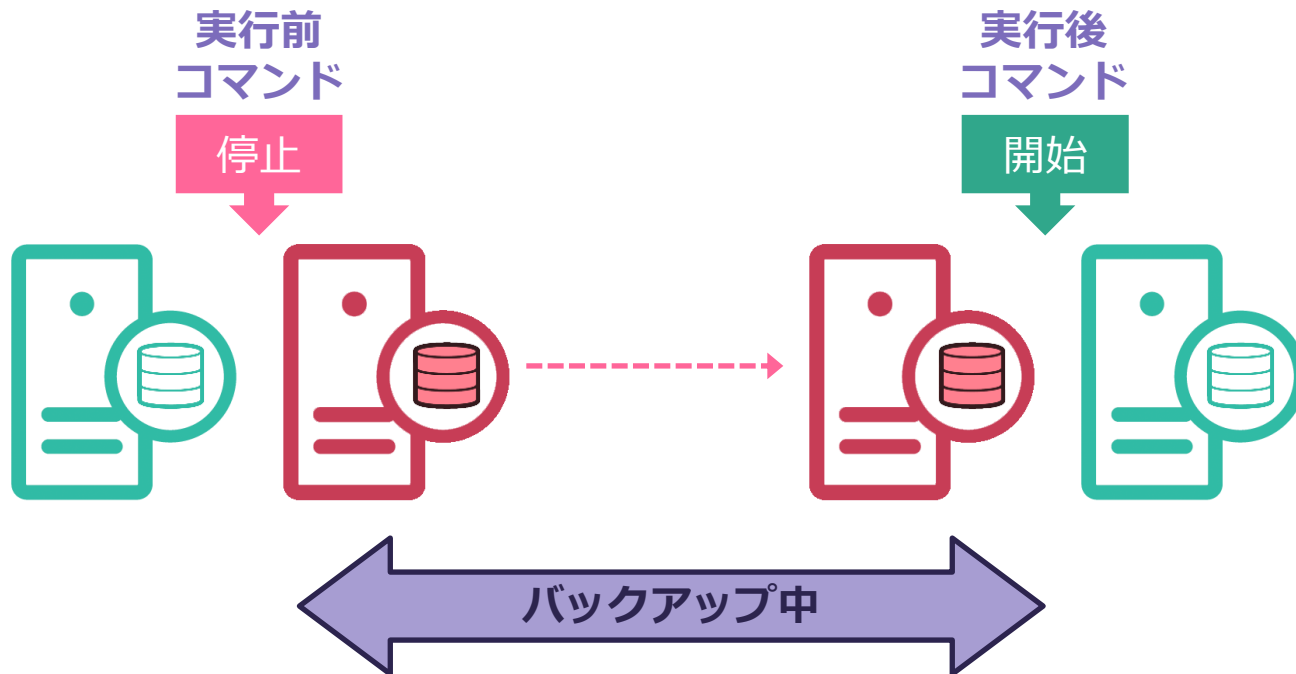 実行前
コマンド
停止
実行後
コマンド
開始
バックアップ中